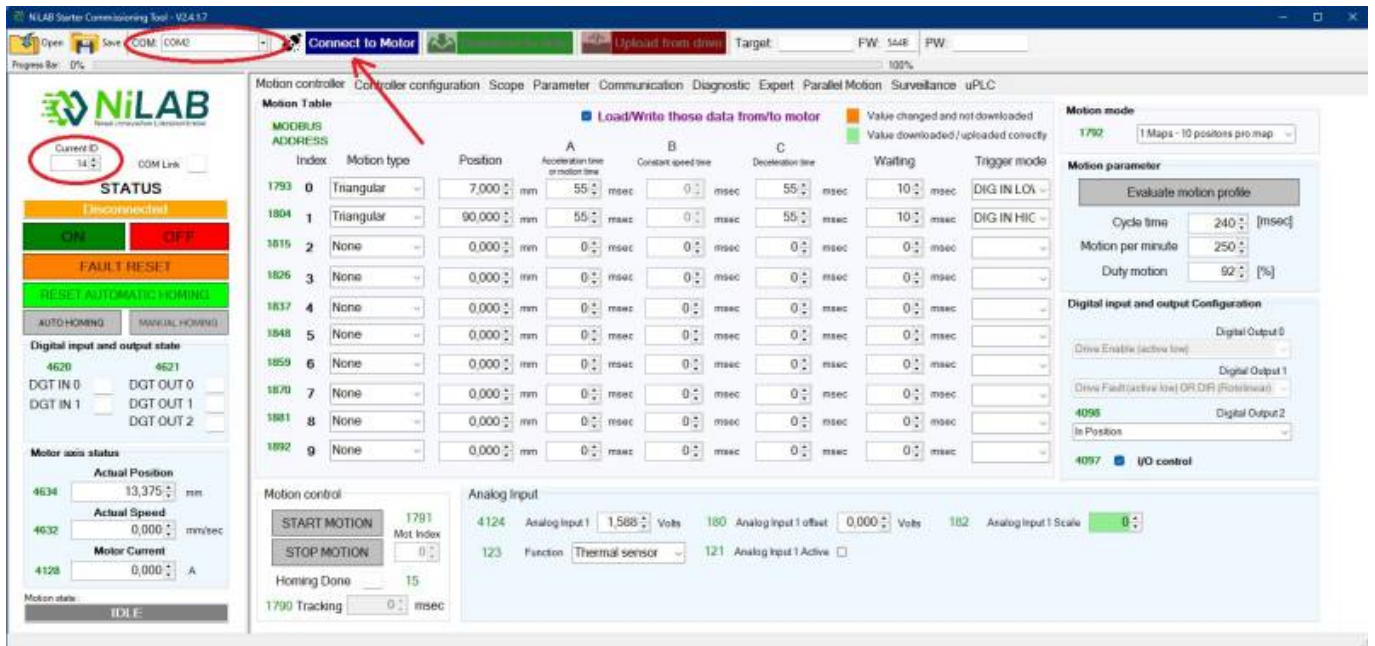 NiLAB Starter Commissioning Tool - V2.4.1.7
Open Save COM: COM2 Connect to Motor Upload from drive Target: FW: 5448 PW:
Progress Bar: 0% 100%
Motion controller Controller configuration Scope Parameter Communication Diagnostic Expert Parallel Motion Surveillance uPLC
NiLAB
Current ID
14 COM Link
STATUS
Disconnected
ON OFF
FAULT RESET
RESET AUTOMATIC HOMING
AUTO HOMING MANUAL HOMING
Digital input and output state
4620 4621
DGT IN 0 DGT OUT 0
DGT IN 1 DGT OUT 1
DGT OUT 2
Motor axis status
Actual Position
4634 13,375 mm
Actual Speed
4632 0,000 mm/sec
Motor Current
4128 0,000 A
Motion state
IDLE
Motion Table
Load/Write those data from/to motor
Value changed and not downloaded
Value downloaded / uploaded correctly
MODBUS
ADDRESS
A B C
Index Motion type Position Acceleration time or motion time Constant speed time Deceleration time Waiting Trigger mode
1793 0 Triangular 7,000 mm 55 msec 0 msec 55 msec 10 msec DIG IN LOV
1804 1 Triangular 90,000 mm 55 msec 0 msec 55 msec 10 msec DIG IN HIC
1815 2 None 0,000 mm 0 msec 0 msec 0 msec 0 msec
1826 3 None 0,000 mm 0 msec 0 msec 0 msec 0 msec
1837 4 None 0,000 mm 0 msec 0 msec 0 msec 0 msec
1848 5 None 0,000 mm 0 msec 0 msec 0 msec 0 msec
1859 6 None 0,000 mm 0 msec 0 msec 0 msec 0 msec
1870 7 None 0,000 mm 0 msec 0 msec 0 msec 0 msec
1881 8 None 0,000 mm 0 msec 0 msec 0 msec 0 msec
1892 9 None 0,000 mm 0 msec 0 msec 0 msec 0 msec
Motion mode
1792 1 Maps - 10 positons pro map
Motion parameter
Evaluate motion profile
Cycle time 240 [msec]
Motion per minute 250
Duty motion 92 [%]
Digital input and output Configuration
Digital Output 0
Drive Enable (active low)
Digital Output 1
Drive Fault(active low) OR DIR (Rotolinear)
4098 Digital Output 2
In Position
4097 I/O control
Motion control
START MOTION 1791
Mot Index
STOP MOTION 0
Homing Done 15
1790 Tracking 0 msec
Analog Input
4124 Analog Input 1 1,588 Volts 180 Analog Input 1 offset 0,000 Volts 182 Analog Input 1 Scale 0
123 Function Thermal sensor 121 Analog Input 1 Active